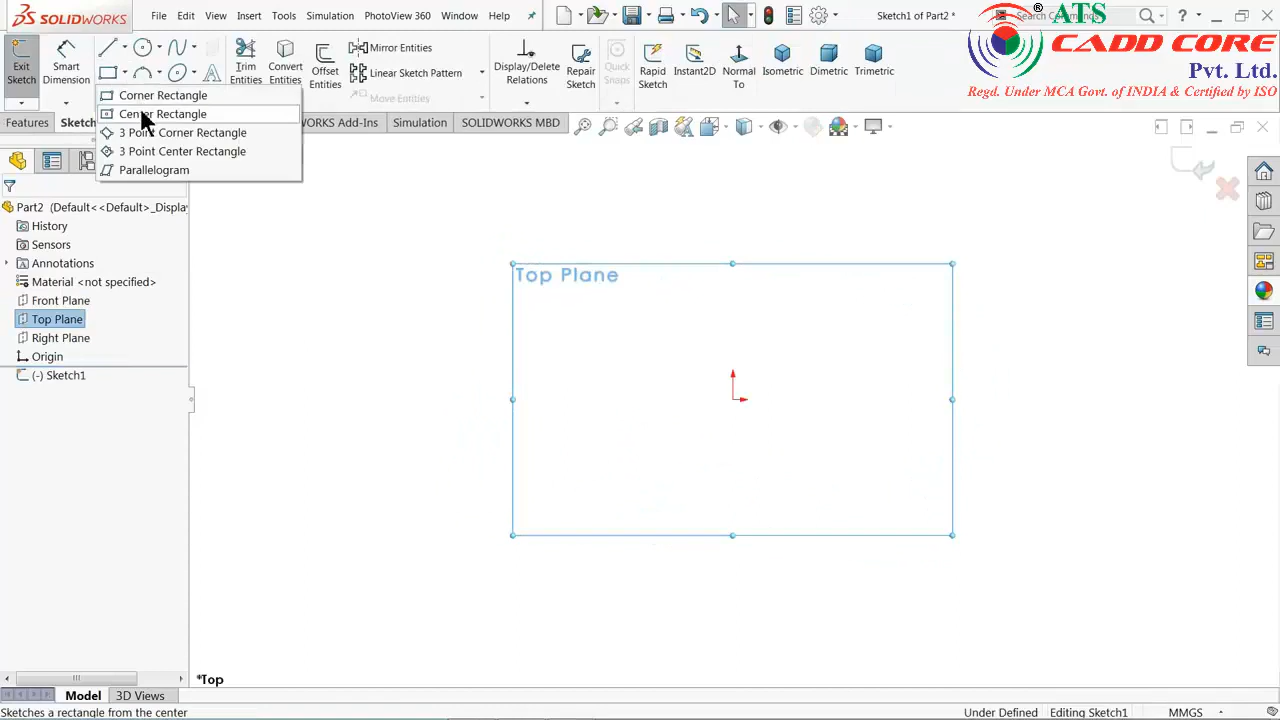 SOLIDWORKS
File
Edit
View
Insert
Tools
Simulation
PhotoView 360
Window
Help
Sketch1 of Part2 *
Search Commands
ATS
CADD CORE
Pvt. Ltd.
Regd. Under MCA Govt. of INDIA & Certified by ISO
Exit Sketch
Smart Dimension
Trim Entities
Convert Entities
Offset Entities
Mirror Entities
Linear Sketch Pattern
Move Entities
Display/Delete Relations
Repair Sketch
Quick Snaps
Rapid Sketch
Instant2D
Normal To
Isometric
Dimetric
Trimetric
Corner Rectangle
Center Rectangle
3 Point Corner Rectangle
3 Point Center Rectangle
Parallelogram
Features
Sketch
WORKS Add-Ins
Simulation
SOLIDWORKS MBD
Part2 (Default<<Default>_Displa
History
Sensors
Annotations
Material <not specified>
Front Plane
Top Plane
Right Plane
Origin
(-) Sketch1
Top Plane
*Top
Model
3D Views
Sketches a rectangle from the center
Under Defined
Editing Sketch1
MMGS